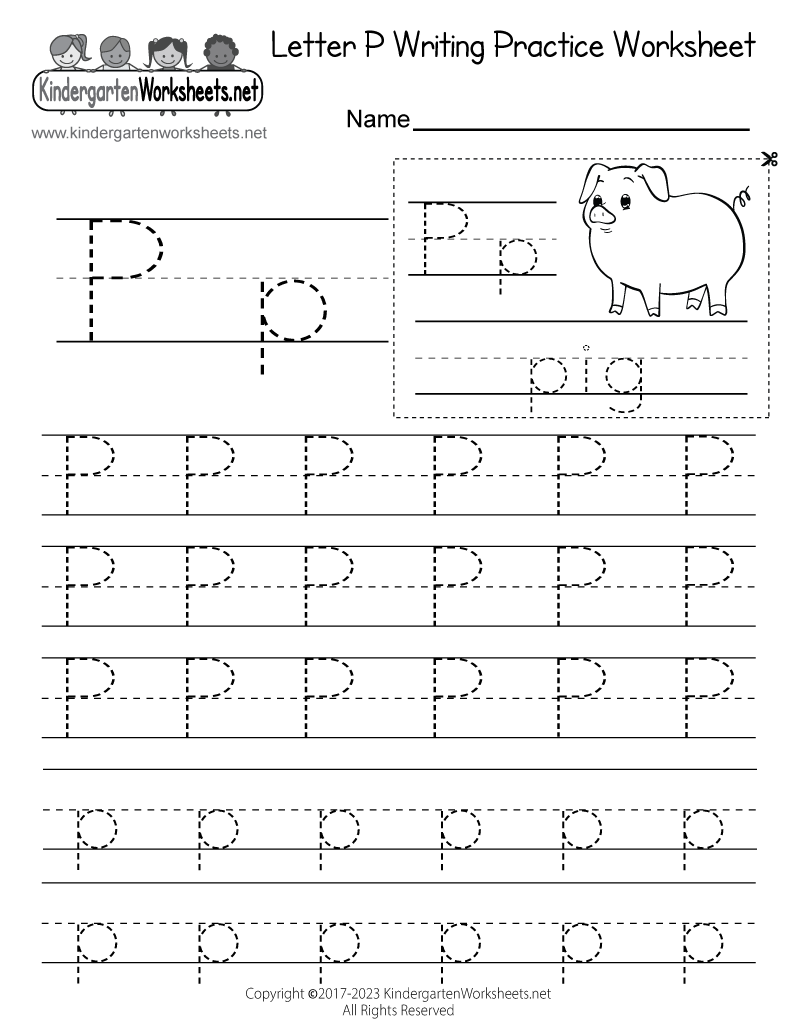 Letter P Writing Practice Worksheet
KindergartenWorksheets.net
www.kindergartenworksheets.net
Name
P p
P p
pig
P P P P P P
P P P P P P
P P P P P P
p p p p p p
p p p p p p
Copyright ©2017-2023 KindergartenWorksheets.net
All Rights Reserved